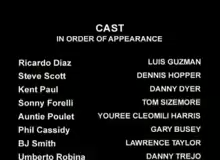 CAST
IN ORDER OF APPEARANCE
Ricardo Diaz LUIS GUZMAN
Steve Scott DENNIS HOPPER
Kent Paul DANNY DYER
Sonny Forelli TOM SIZEMORE
Auntie Poulet YOUREE CLEOMILI HARRIS
Phil Cassidy GARY BUSEY
BJ Smith LAWRENCE TAYLOR
Umberto Robina DANNY TREJO